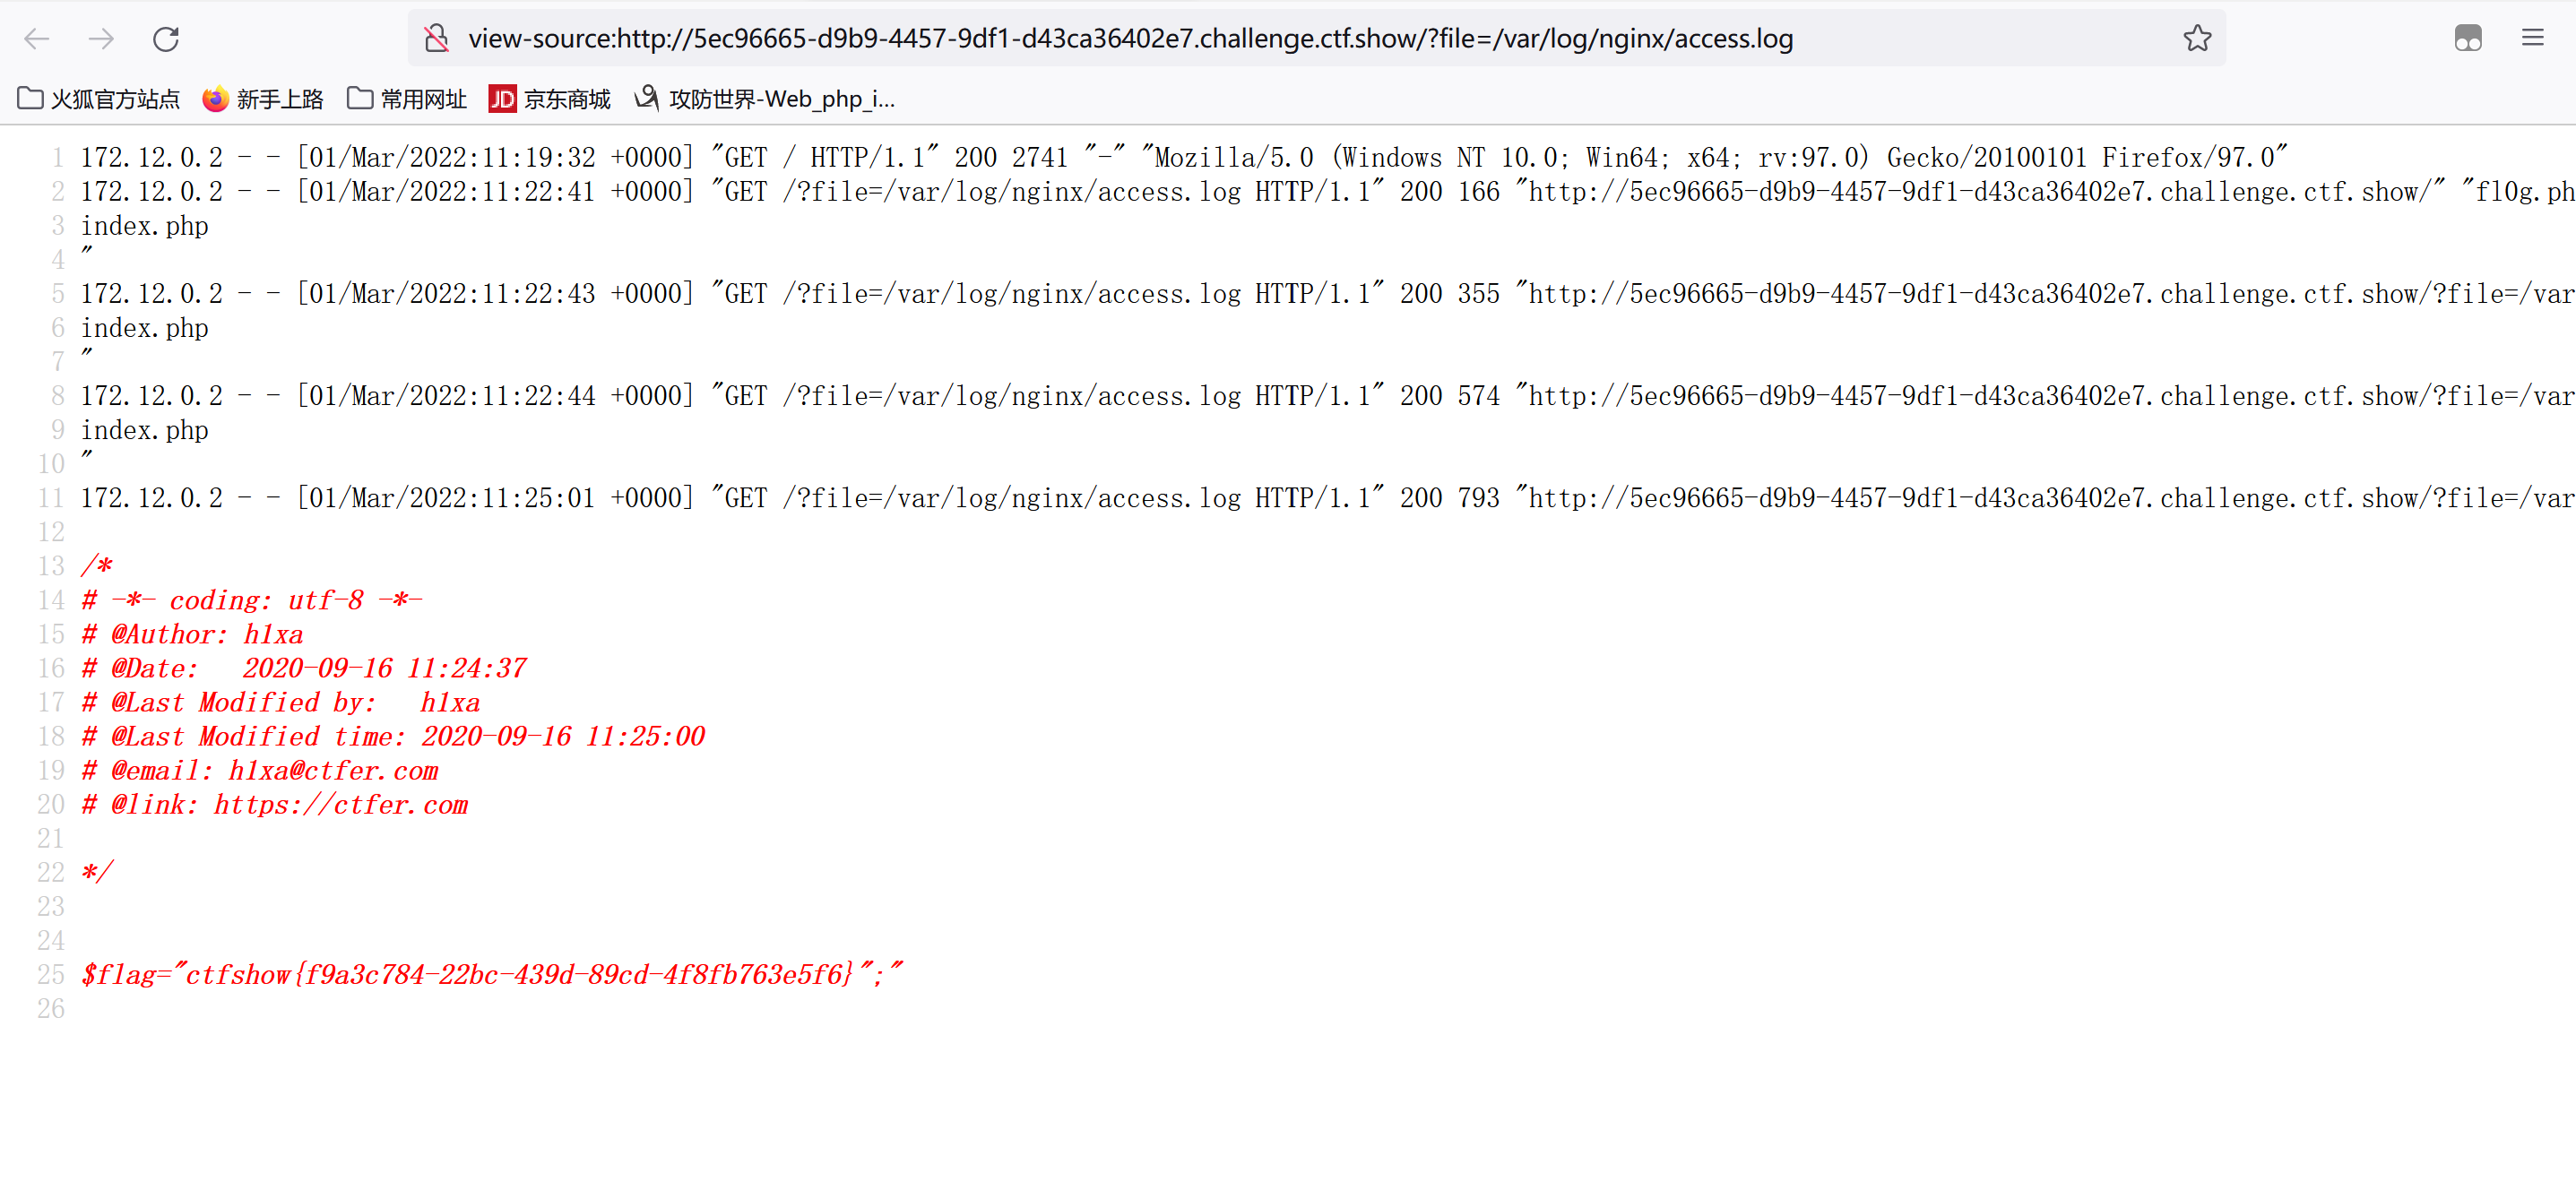 view-source:http://5ec96665-d9b9-4457-9df1-d43ca36402e7.challenge.ctf.show/?file=/var/log/nginx/access.log
火狐官方站点 新手上路 常用网址 JD 京东商城 攻防世界-Web_php_i...
1 172.12.0.2 - - [01/Mar/2022:11:19:32 +0000] "GET / HTTP/1.1" 200 2741 "-" "Mozilla/5.0 (Windows NT 10.0; Win64; x64; rv:97.0) Gecko/20100101 Firefox/97.0"
2 172.12.0.2 - - [01/Mar/2022:11:22:41 +0000] "GET /?file=/var/log/nginx/access.log HTTP/1.1" 200 166 "http://5ec96665-d9b9-4457-9df1-d43ca36402e7.challenge.ctf.show/" "fl0g.ph
3 index.php
4 "
5 172.12.0.2 - - [01/Mar/2022:11:22:43 +0000] "GET /?file=/var/log/nginx/access.log HTTP/1.1" 200 355 "http://5ec96665-d9b9-4457-9df1-d43ca36402e7.challenge.ctf.show/?file=/var
6 index.php
7 "
8 172.12.0.2 - - [01/Mar/2022:11:22:44 +0000] "GET /?file=/var/log/nginx/access.log HTTP/1.1" 200 574 "http://5ec96665-d9b9-4457-9df1-d43ca36402e7.challenge.ctf.show/?file=/var
9 index.php
10 "
11 172.12.0.2 - - [01/Mar/2022:11:25:01 +0000] "GET /?file=/var/log/nginx/access.log HTTP/1.1" 200 793 "http://5ec96665-d9b9-4457-9df1-d43ca36402e7.challenge.ctf.show/?file=/var
12
13 /*
14 # -*- coding: utf-8 -*-
15 # @Author: h1xa
16 # @Date:   2020-09-16 11:24:37
17 # @Last Modified by:   h1xa
18 # @Last Modified time: 2020-09-16 11:25:00
19 # @email: h1xa@ctfer.com
20 # @link: https://ctfer.com
21
22 */
23
24
25 $flag="ctfshow{f9a3c784-22bc-439d-89cd-4f8fb763e5f6}";"
26